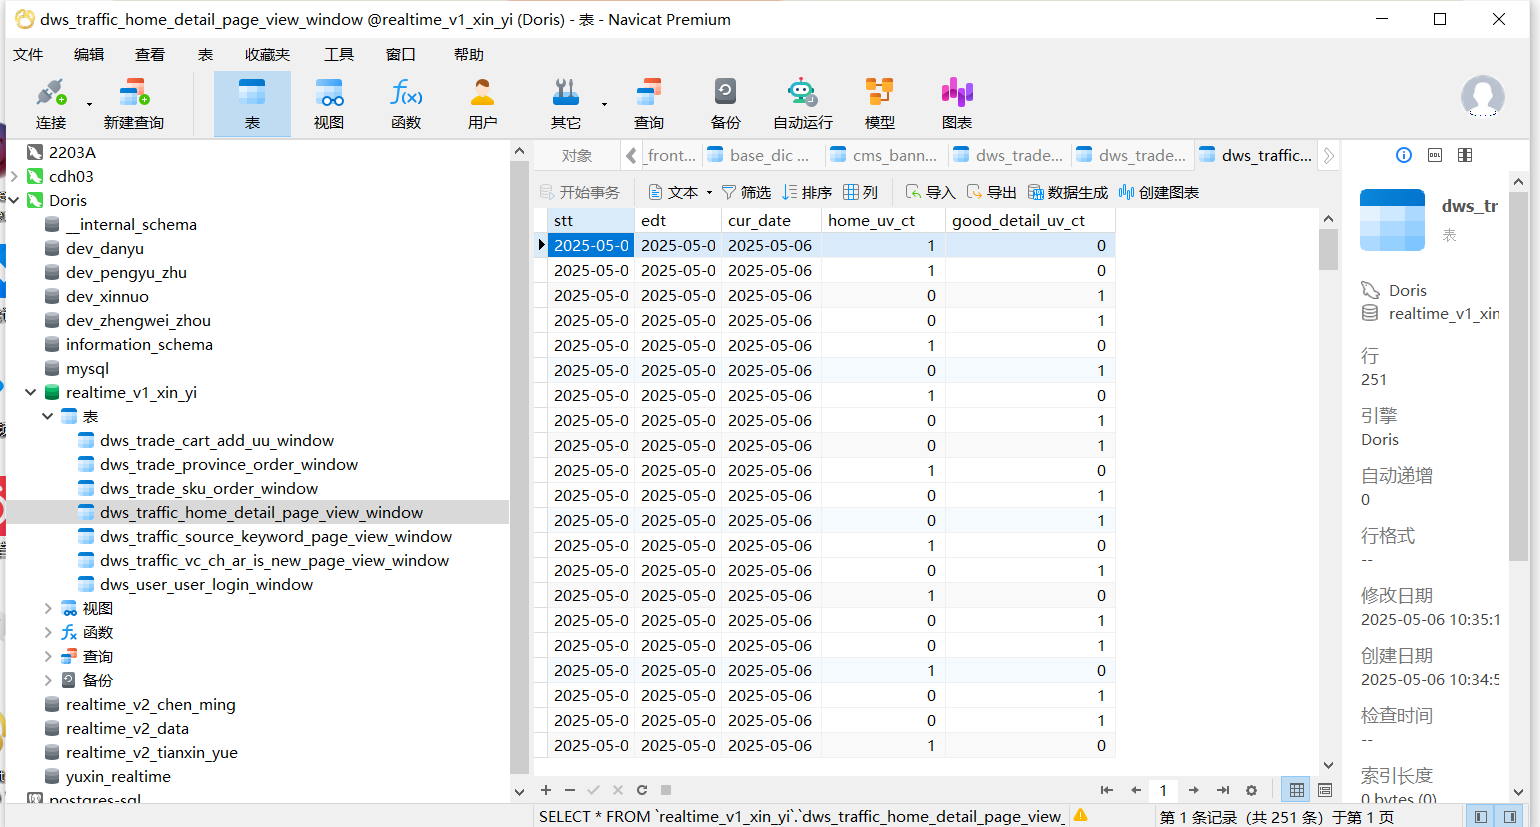 dws_traffic_home_detail_page_view_window @realtime_v1_xin_yi (Doris) - 表 - Navicat Premium
文件 编辑 查看 表 收藏夹 工具 窗口 帮助
连接 新建查询 表 视图 函数 用户 其它 查询 备份 自动运行 模型 图表
2203A
cdh03
Doris
__internal_schema
dev_danyu
dev_pengyu_zhu
dev_xinnuo
dev_zhengwei_zhou
information_schema
mysql
realtime_v1_xin_yi
表
dws_trade_cart_add_uu_window
dws_trade_province_order_window
dws_trade_sku_order_window
dws_traffic_home_detail_page_view_window
dws_traffic_source_keyword_page_view_window
dws_traffic_vc_ch_ar_is_new_page_view_window
dws_user_user_login_window
视图
函数
查询
备份
realtime_v2_chen_ming
realtime_v2_data
realtime_v2_tianxin_yue
yuxin_realtime
postgres-sql
对象 _front... base_dic ... cms_bann... dws_trade... dws_trade... dws_traffic...
开始事务 文本 筛选 排序 列 导入 导出 数据生成 创建图表
stt edt cur_date home_uv_ct good_detail_uv_ct
2025-05-0 2025-05-0 2025-05-06 1 0
2025-05-0 2025-05-0 2025-05-06 1 0
2025-05-0 2025-05-0 2025-05-06 0 1
2025-05-0 2025-05-0 2025-05-06 0 1
2025-05-0 2025-05-0 2025-05-06 1 0
2025-05-0 2025-05-0 2025-05-06 0 1
2025-05-0 2025-05-0 2025-05-06 1 0
2025-05-0 2025-05-0 2025-05-06 0 1
2025-05-0 2025-05-0 2025-05-06 0 1
2025-05-0 2025-05-0 2025-05-06 1 0
2025-05-0 2025-05-0 2025-05-06 0 1
2025-05-0 2025-05-0 2025-05-06 0 1
2025-05-0 2025-05-0 2025-05-06 1 0
2025-05-0 2025-05-0 2025-05-06 0 1
2025-05-0 2025-05-0 2025-05-06 1 0
2025-05-0 2025-05-0 2025-05-06 0 1
2025-05-0 2025-05-0 2025-05-06 0 1
2025-05-0 2025-05-0 2025-05-06 1 0
2025-05-0 2025-05-0 2025-05-06 0 1
2025-05-0 2025-05-0 2025-05-06 0 1
2025-05-0 2025-05-0 2025-05-06 1 0
1
SELECT * FROM `realtime_v1_xin_yi`.`dws_traffic_home_detail_page_view_
第 1 条记录 (共 251 条) 于第 1 页
DDL
dws_tr
表
Doris
realtime_v1_xin
行
251
引擎
Doris
自动递增
0
行格式
--
修改日期
2025-05-06 10:35:1
创建日期
2025-05-06 10:34:5
检查时间
--
索引长度
0 bytes (0)